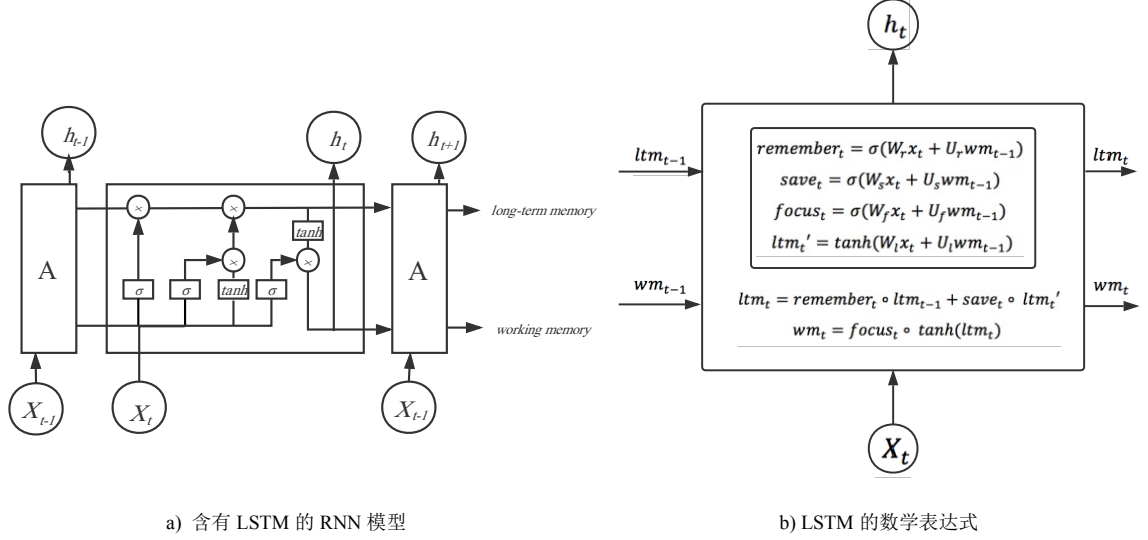 h_{t-1}
h_t
h_{t+1}
×
×
long-term memory
tanh
A
×
×
A
σ
σ
tanh
σ
working memory
X_{t-1}
X_t
X_{t-1}
a) 含有 LSTM 的 RNN 模型
h_t
ltm_{t-1}
ltm_t
remember_t = σ(W_r x_t + U_r wm_{t-1})
save_t = σ(W_s x_t + U_s wm_{t-1})
focus_t = σ(W_f x_t + U_f wm_{t-1})
ltm_t' = tanh(W_l x_t + U_l wm_{t-1})
wm_{t-1}
wm_t
ltm_t = remember_t ∘ ltm_{t-1} + save_t ∘ ltm_t'
wm_t = focus_t ∘ tanh(ltm_t)
X_t
b) LSTM 的数学表达式